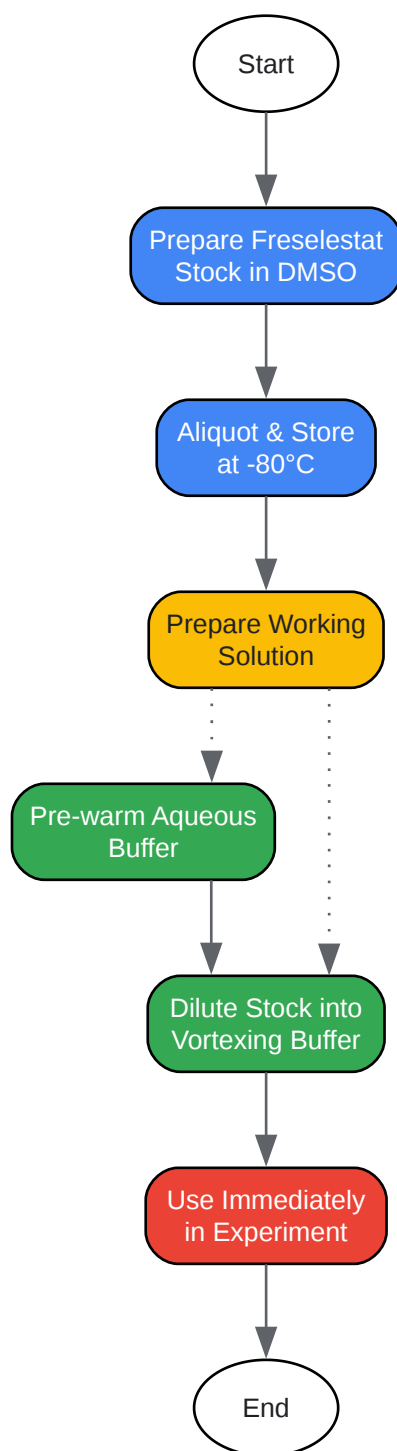 Start
Prepare Freselestat
Stock in DMSO
Aliquot & Store
at -80°C
Prepare Working
Solution
Pre-warm Aqueous
Buffer
Dilute Stock into
Vortexing Buffer
Use Immediately
in Experiment
End